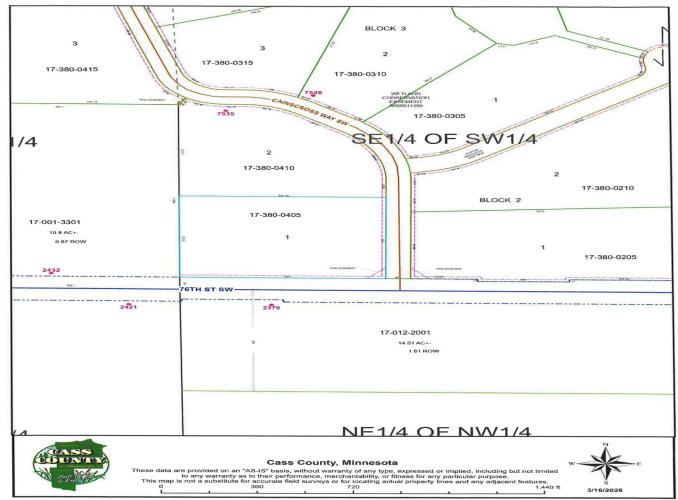 BLOCK 3
3
17-380-0415
3
17-380-0315
2
17-380-0310
WETLAND
CONSERVATION
EASEMENT
A000511399
1
17-380-0305
7548
7535
CAINSCROSS WAY SW
1/4
SE1/4 OF SW1/4
2
17-380-0410
2
17-380-0210
BLOCK 2
17-380-0405
1
17-001-3301
10.8 AC+-
0.97 ROW
1
17-380-0205
2432
76TH ST SW
2421
2379
17-012-2001
14.01 AC+-
1.61 ROW
1/4
NE1/4 OF NW1/4
CASS
COUNTY
Cass County, Minnesota
These data are provided on an "AS-IS" basis, without warranty of any type, expressed or implied, including but not limited
to any warranty as to their performance, merchantability, or fitness for any particular purpose.
This map is not a substitute for accurate field surveys or for locating actual property lines and any adjacent features.
0 360 720 1,440 ft
N
W E
S
3/16/2026